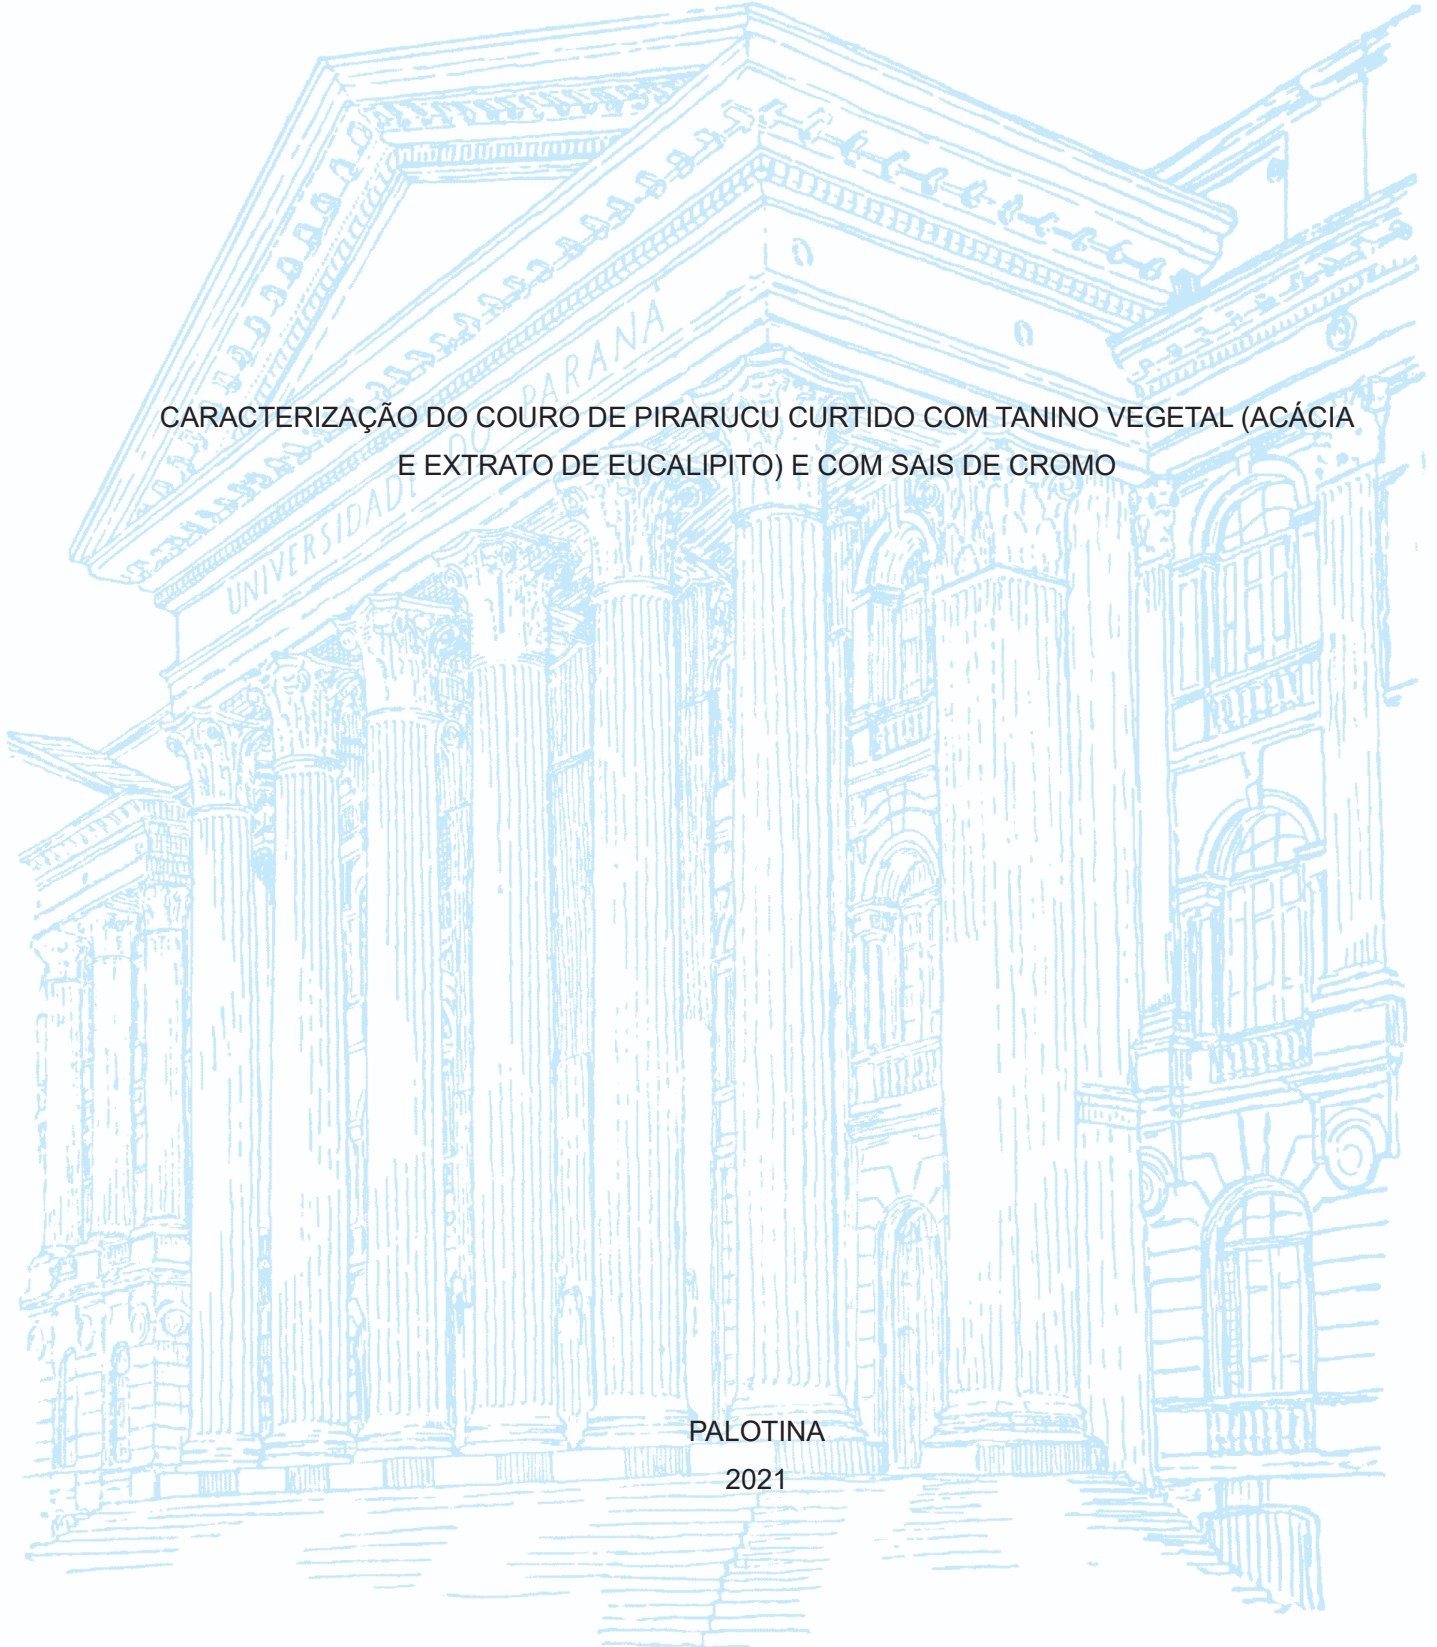 UNIVERSIDADE DO PARANÁ
CARACTERIZAÇÃO DO COURO DE PIRARUCU CURTIDO COM TANINO VEGETAL (ACÁCIA
E EXTRATO DE EUCALIPITO) E COM SAIS DE CROMO
PALOTINA
2021